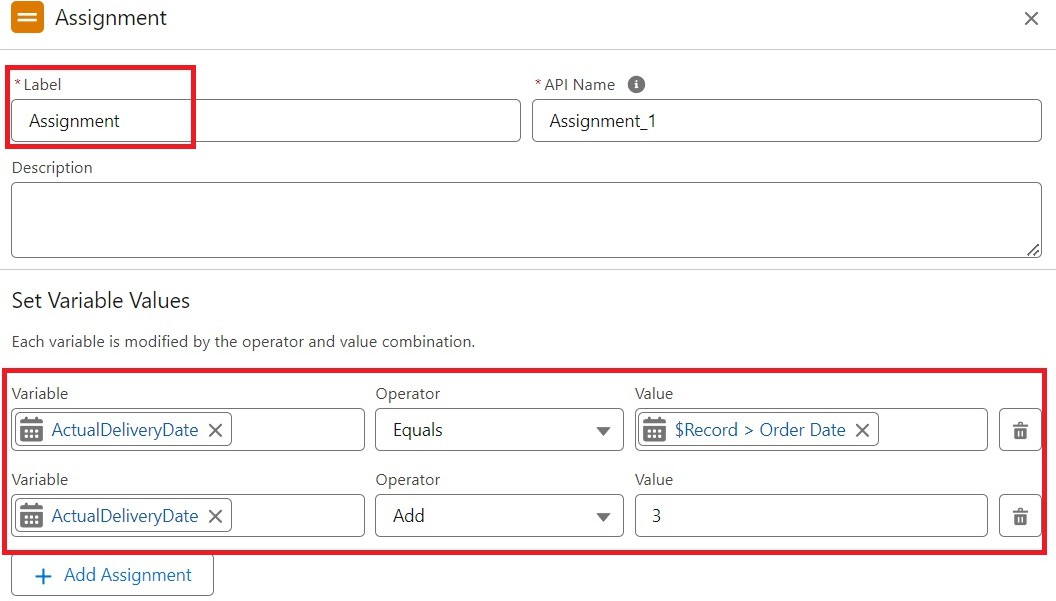 Assignment
* Label
* API Name
Assignment
Assignment_1
Description
Set Variable Values
Each variable is modified by the operator and value combination.
Variable Operator Value
ActualDeliveryDate Equals $Record > Order Date
Variable Operator Value
ActualDeliveryDate Add 3
+ Add Assignment